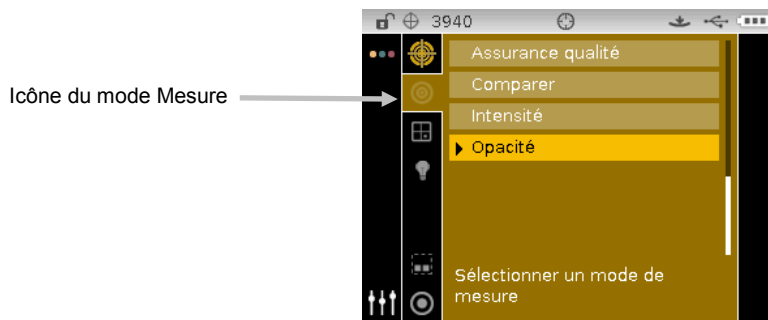 3940
Assurance qualité
Comparer
Icône du mode Mesure
Intensité
Opacité
Sélectionner un mode de
mesure